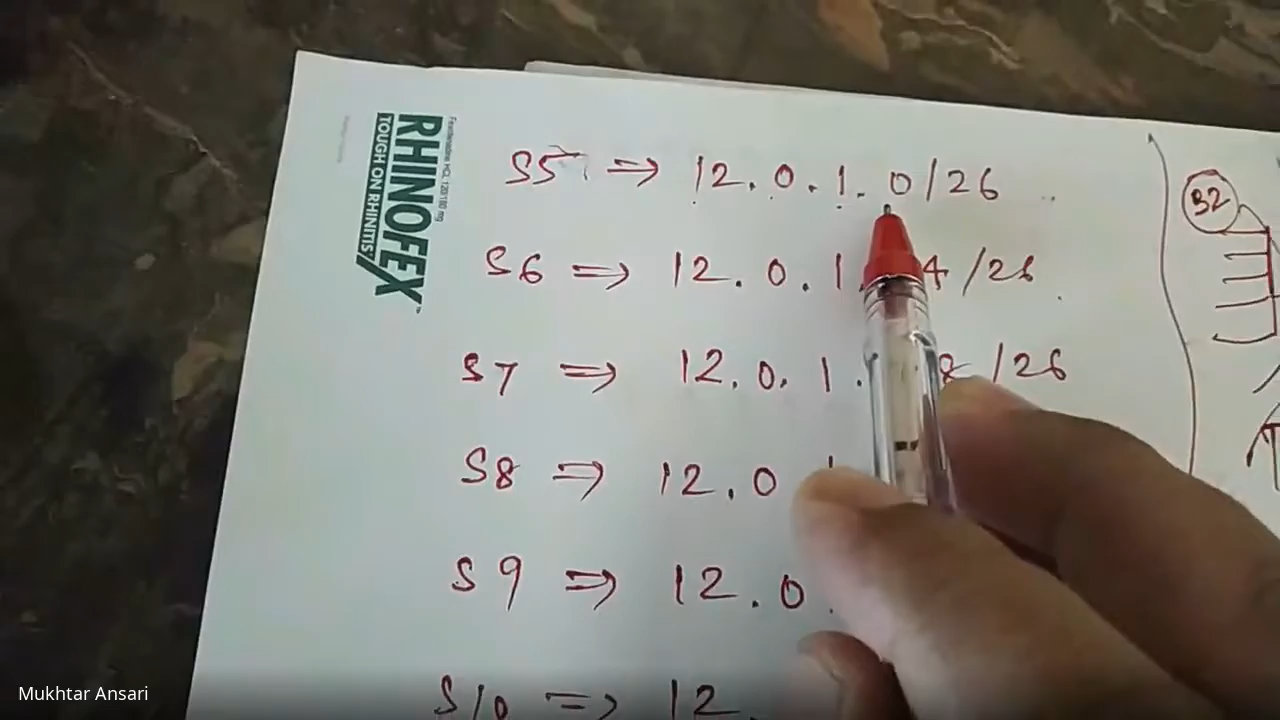 S5 ⇒ 12.0.1.0/26
S6 ⇒ 12.0.1. 4/26
S7 ⇒ 12.0.1. 8/26
S8 ⇒ 12.0
S9 ⇒ 12.0.
S10 ⇒ 12.
32
RHINOFEX
TOUGH ON RHINITIS
Mukhtar Ansari